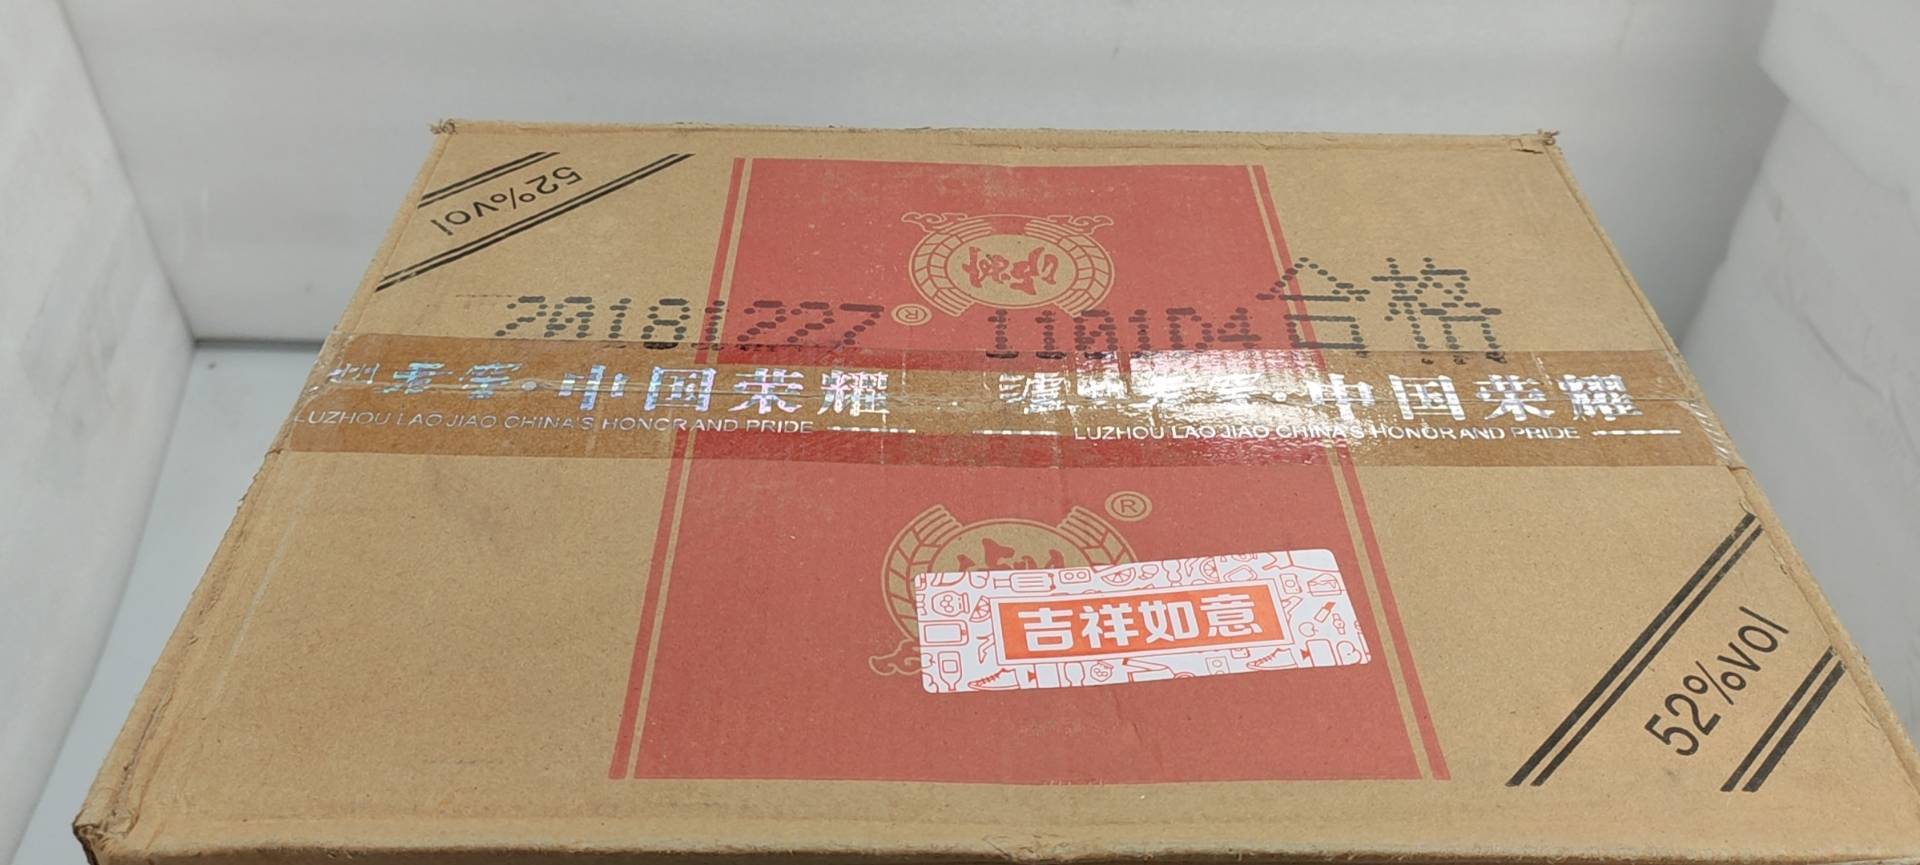 52%vol
®
20181227 110104合格
泸州老窖·中国荣耀 泸州老窖·中国荣耀
LUZHOU LAO JIAO CHINA'S HONOR AND PRIDE LUZHOU LAO JIAO CHINA'S HONOR AND PRIDE
®
吉祥如意
52%vol